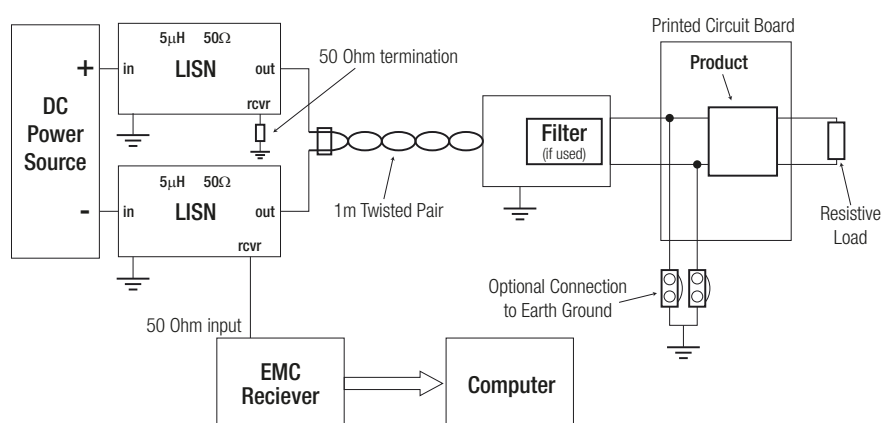 Printed Circuit Board
5μH 50Ω
LISN
in
out
rcvr
50 Ohm termination
Product
+
DC
Power
Source
-
Filter
(if used)
5μH 50Ω
LISN
in
out
rcvr
1m Twisted Pair
Resistive
Load
Optional Connection
to Earth Ground
50 Ohm input
EMC
Reciever
Computer